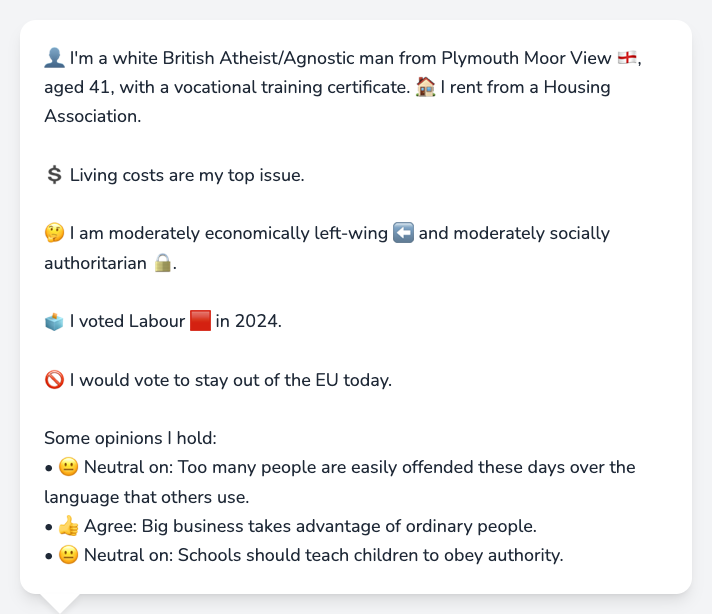 👤 I'm a white British Atheist/Agnostic man from Plymouth Moor View 🏴󠁧󠁢󠁥󠁮󠁧󠁿,
aged 41, with a vocational training certificate. 🏠 I rent from a Housing
Association.
💲 Living costs are my top issue.
🤔 I am moderately economically left-wing ⬅️ and moderately socially
authoritarian 🔒.
🗳️ I voted Labour 🟥 in 2024.
🚫 I would vote to stay out of the EU today.
Some opinions I hold:
• 😐 Neutral on: Too many people are easily offended these days over the
language that others use.
• 👍 Agree: Big business takes advantage of ordinary people.
• 😐 Neutral on: Schools should teach children to obey authority.